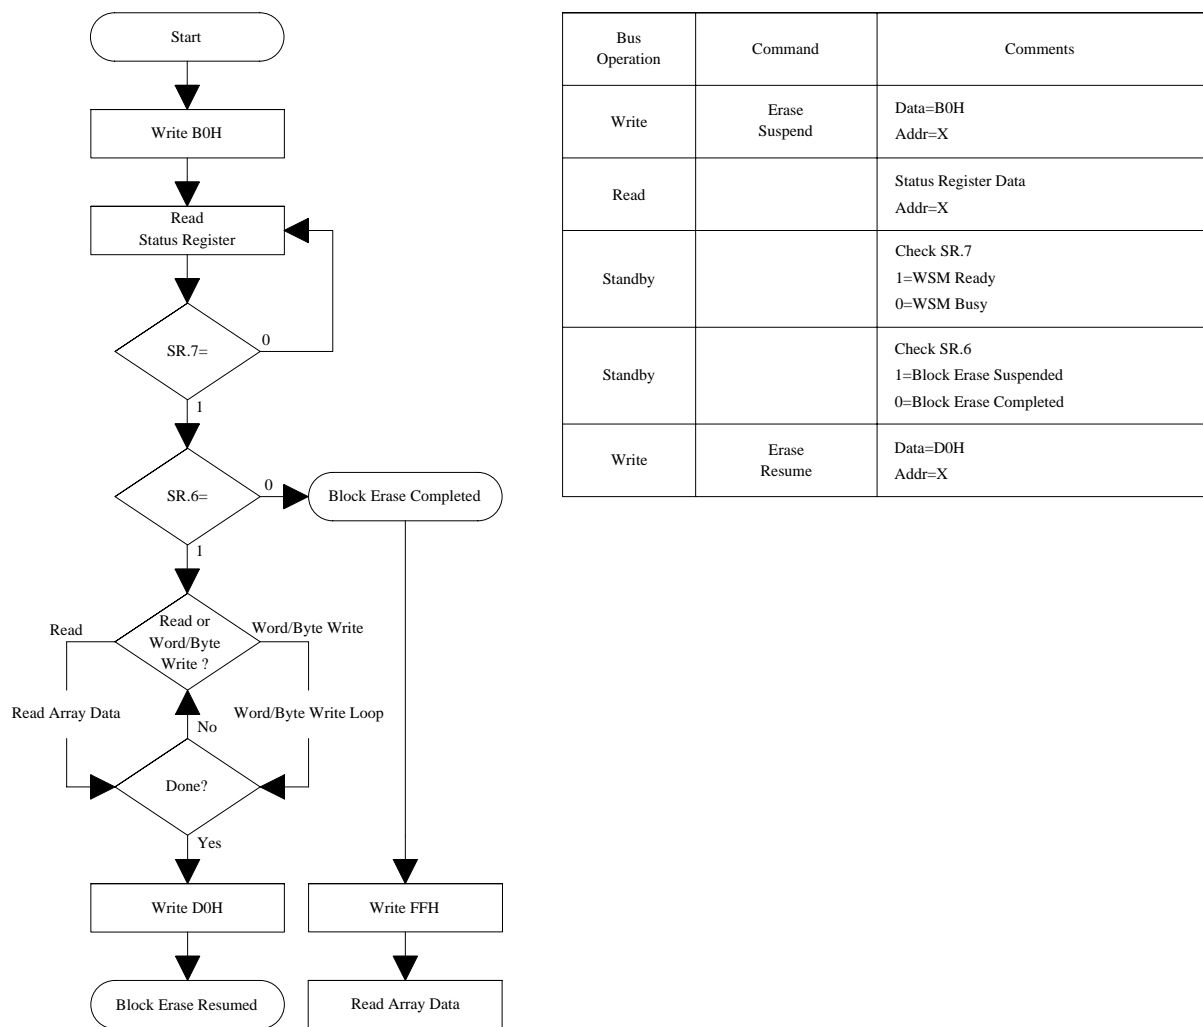 Start
Write B0H
Read
Status Register
SR.7=
0
1
SR.6=
0
Block Erase Completed
1
Read or
Word/Byte
Write ?
Read
Word/Byte Write
Read Array Data
Word/Byte Write Loop
No
Done?
Yes
Write D0H
Write FFH
Block Erase Resumed
Read Array Data
Bus
Operation
Command
Comments
Write
Erase
Suspend
Data=B0H
Addr=X
Read
Status Register Data
Addr=X
Standby
Check SR.7
1=WSM Ready
0=WSM Busy
Standby
Check SR.6
1=Block Erase Suspended
0=Block Erase Completed
Write
Erase
Resume
Data=D0H
Addr=X